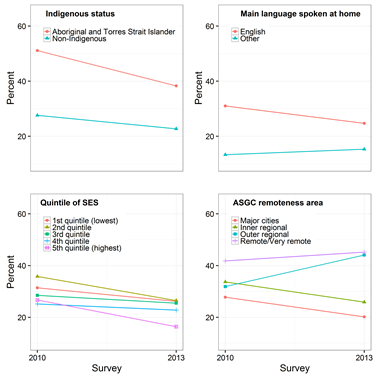 Indigenous status
60
Aboriginal and Torres Strait Islander
Non-Indigenous
40
20
Percent
Main language spoken at home
60
English
Other
40
20
Percent
Quintile of SES
60
1st quintile (lowest)
2nd quintile
3rd quintile
4th quintile
5th quintile (highest)
40
20
Percent
2010
2013
Survey
ASGC remoteness area
60
Major cities
Inner regional
Outer regional
Remote/Very remote
40
20
2010
2013
Survey